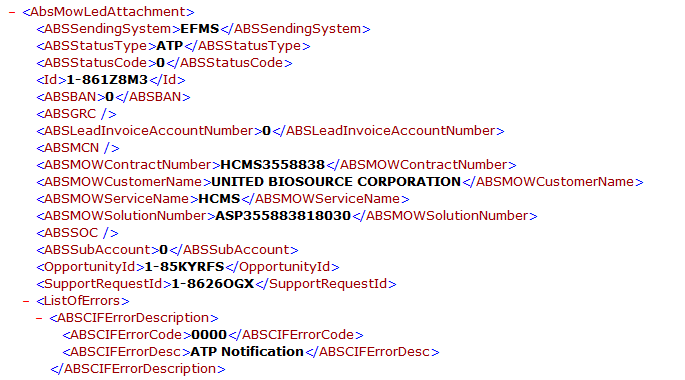 − <AbsMowLedAttachment>
<ABSSendingSystem>EFMS</ABSSendingSystem>
<ABSStatusType>ATP</ABSStatusType>
<ABSStatusCode>0</ABSStatusCode>
<Id>1-861Z8M3</Id>
<ABSBAN>0</ABSBAN>
<ABSGRC />
<ABSLeadInvoiceAccountNumber>0</ABSLeadInvoiceAccountNumber>
<ABSMCN />
<ABSMOWContractNumber>HCMS3558838</ABSMOWContractNumber>
<ABSMOWCustomerName>UNITED BIOSOURCE CORPORATION</ABSMOWCustomerName>
<ABSMOWServiceName>HCMS</ABSMOWServiceName>
<ABSMOWSolutionNumber>ASP355883818030</ABSMOWSolutionNumber>
<ABSSOC />
<ABSSubAccount>0</ABSSubAccount>
<OpportunityId>1-85KYRFS</OpportunityId>
<SupportRequestId>1-8626OGX</SupportRequestId>
− <ListOfErrors>
− <ABSCIFErrorDescription>
<ABSCIFErrorCode>0000</ABSCIFErrorCode>
<ABSCIFErrorDesc>ATP Notification</ABSCIFErrorDesc>
</ABSCIFErrorDescription>